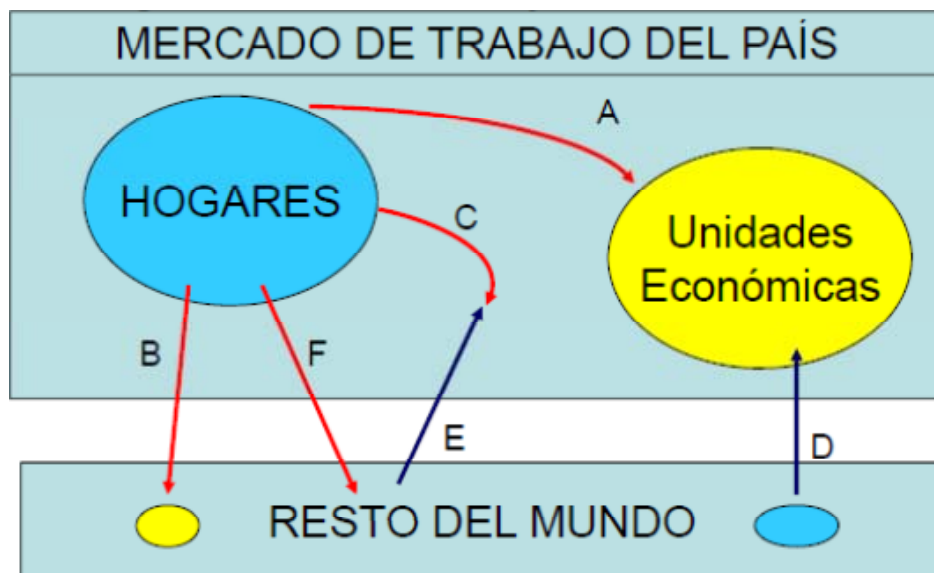 MERCADO DE TRABAJO DEL PAÍS
A
HOGARES
C
Unidades
Económicas
B
F
E
D
RESTO DEL MUNDO